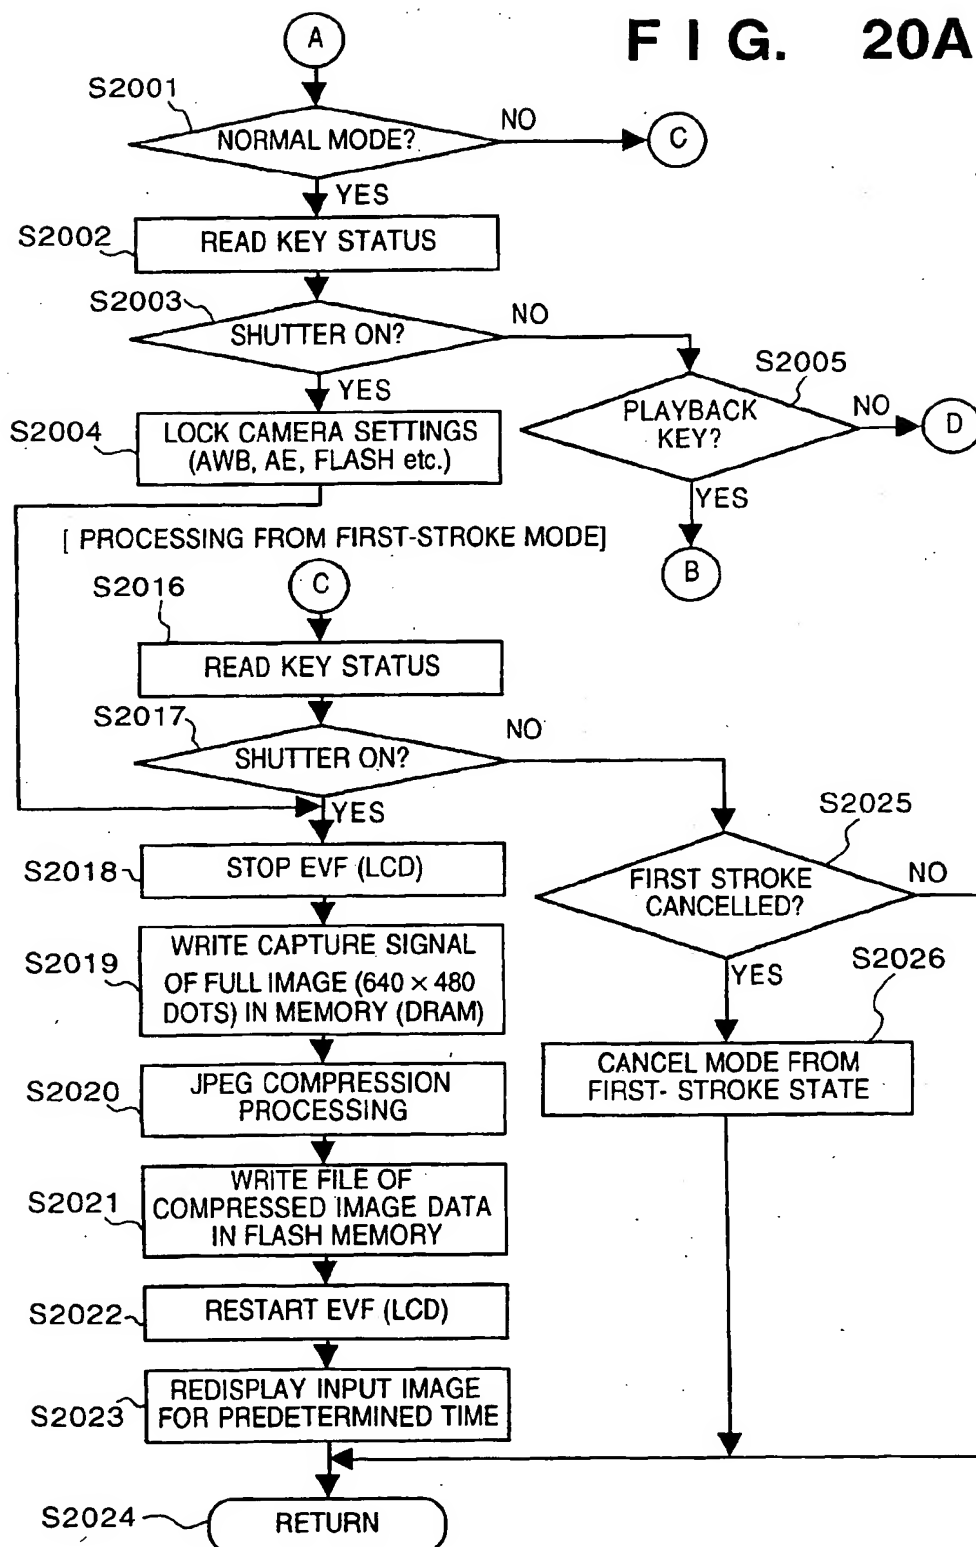 FIG. 20A
A
S2001
NORMAL MODE?
NO
C
YES
S2002
READ KEY STATUS
S2003
SHUTTER ON?
NO
YES
S2004
LOCK CAMERA SETTINGS
(AWB, AE, FLASH etc.)
S2005
PLAYBACK
KEY?
NO
D
YES
B
[ PROCESSING FROM FIRST-STROKE MODE]
C
S2016
READ KEY STATUS
S2017
SHUTTER ON?
NO
YES
S2018
STOP EVF (LCD)
S2019
WRITE CAPTURE SIGNAL
OF FULL IMAGE (640 × 480
DOTS) IN MEMORY (DRAM)
S2020
JPEG COMPRESSION
PROCESSING
S2021
WRITE FILE OF
COMPRESSED IMAGE DATA
IN FLASH MEMORY
S2022
RESTART EVF (LCD)
S2023
REDISPLAY INPUT IMAGE
FOR PREDETERMINED TIME
S2024
RETURN
S2025
FIRST STROKE
CANCELLED?
NO
YES
S2026
CANCEL MODE FROM
FIRST- STROKE STATE